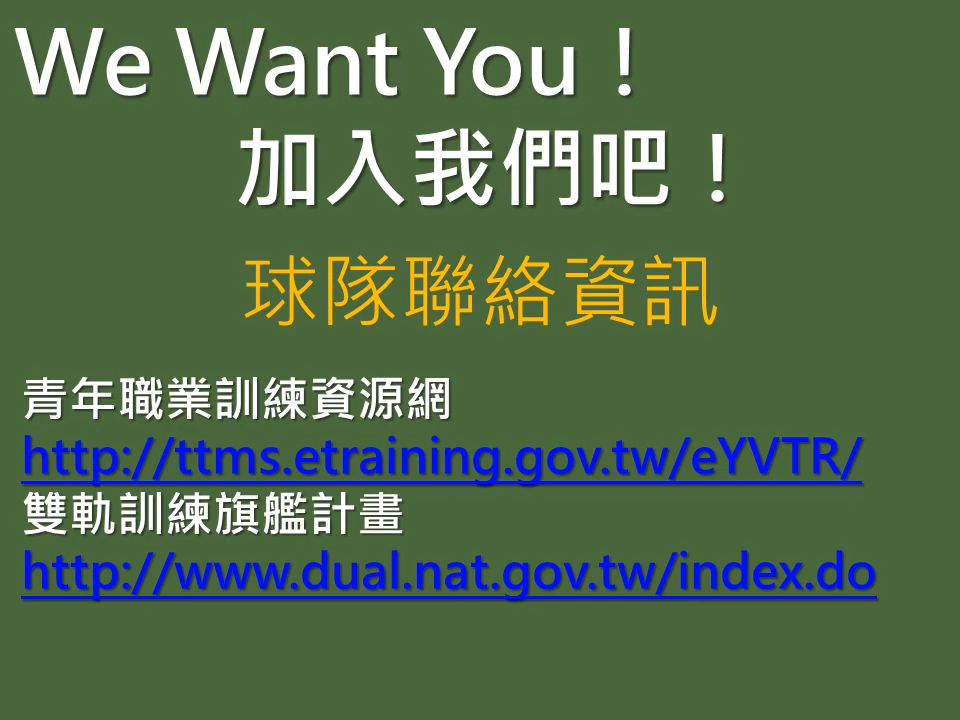 We Want You！
加入我們吧！
球隊聯絡資訊
青年職業訓練資源網
http://ttms.etraining.gov.tw/eYVTR/
雙軌訓練旗艦計畫
http://www.dual.nat.gov.tw/index.do